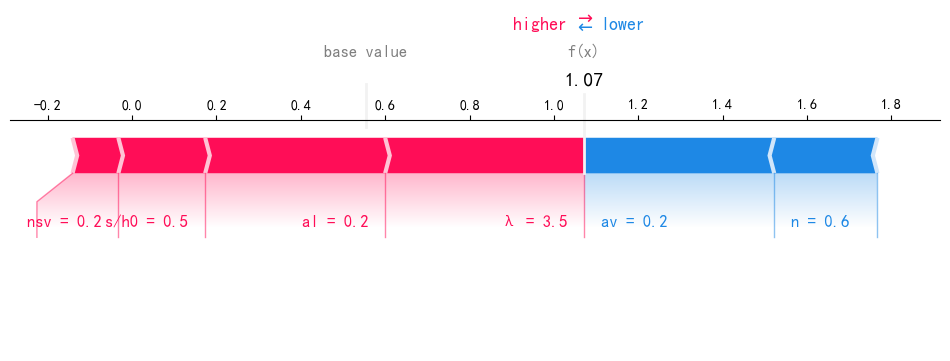 higher ⇄ lower
base value f(x)
1.07
-0.2 0.0 0.2 0.4 0.6 0.8 1.0 1.2 1.4 1.6 1.8
nsv = 0.2 s/h0 = 0.5 al = 0.2 λ = 3.5 av = 0.2 n = 0.6